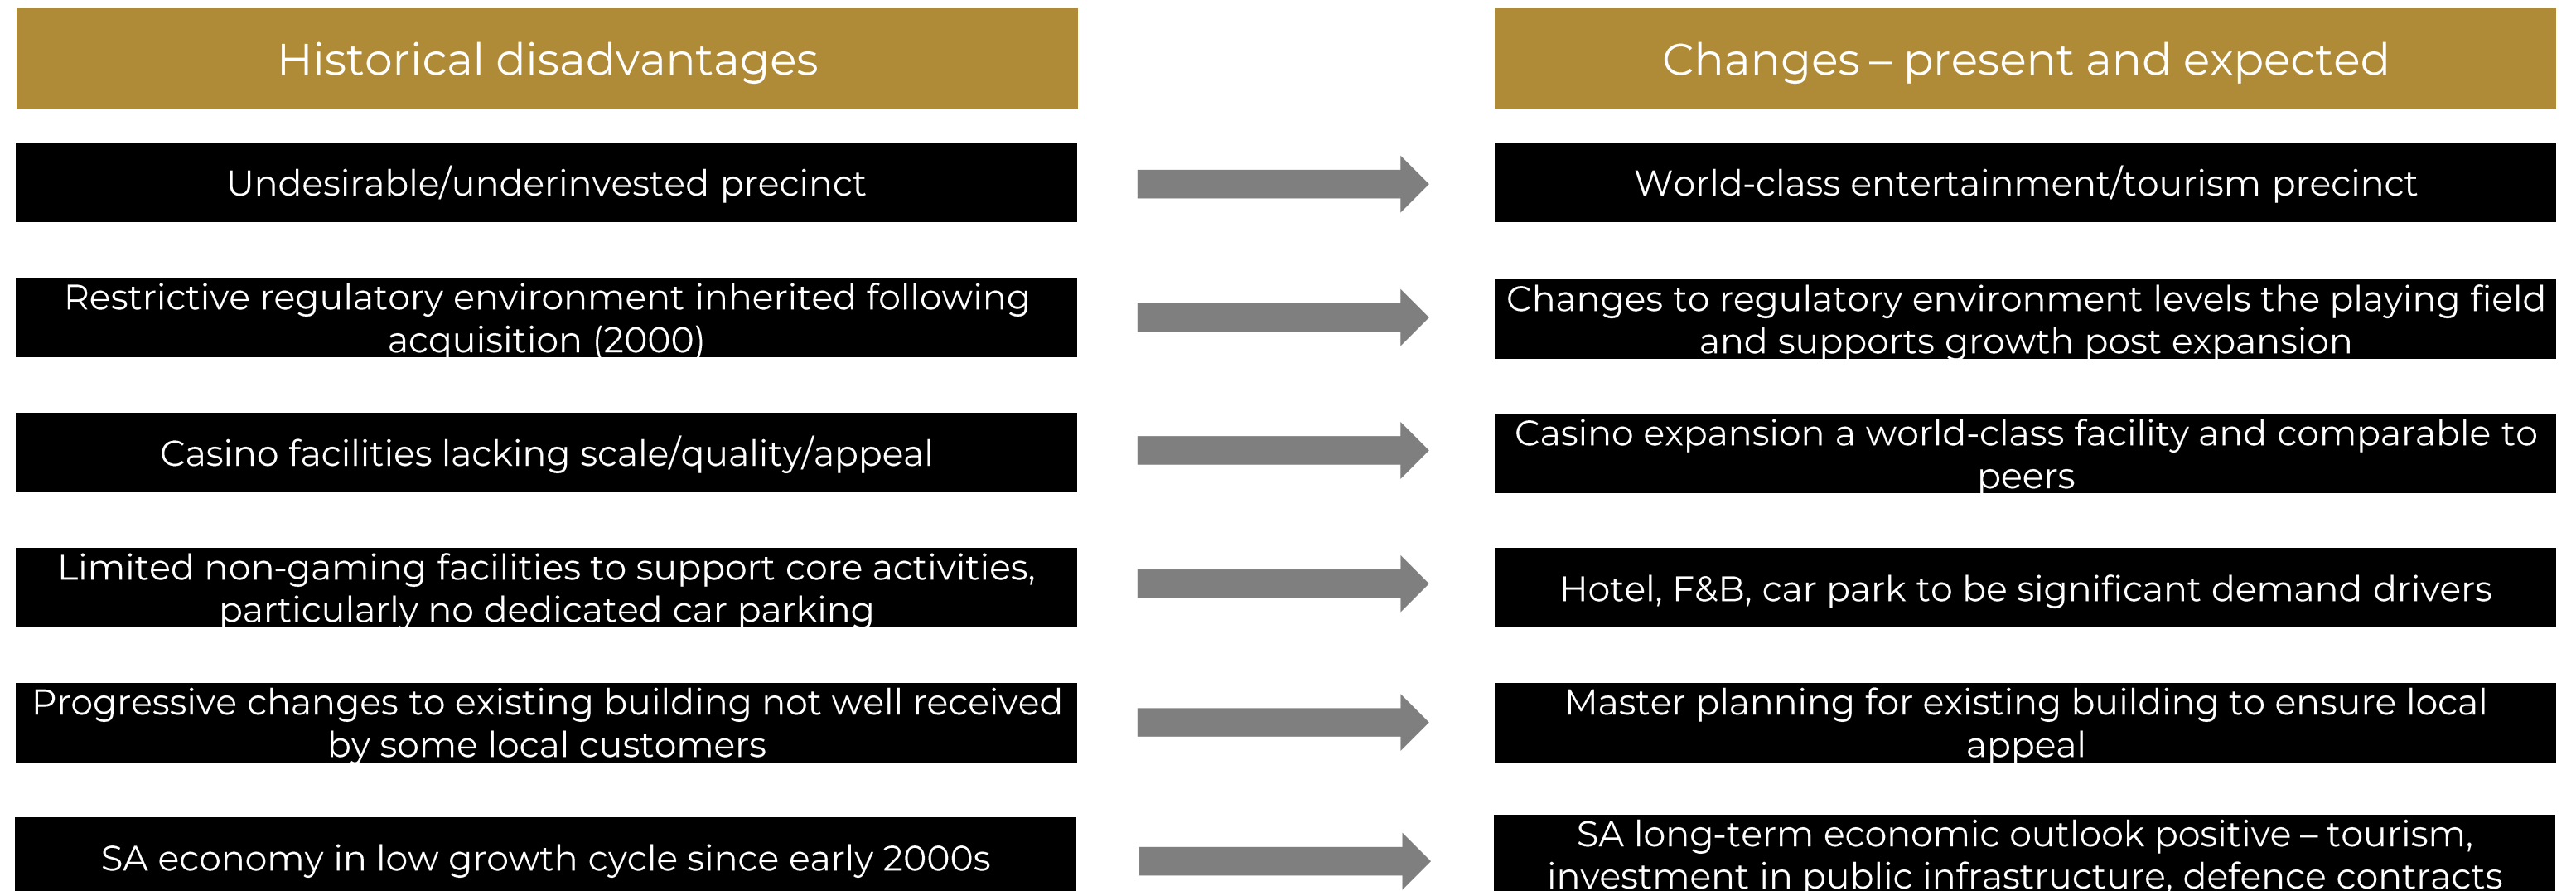 Historical disadvantages
Changes – present and expected
Undesirable/underinvested precinct
World-class entertainment/tourism precinct
Restrictive regulatory environment inherited following
acquisition (2000)
Changes to regulatory environment levels the playing field
and supports growth post expansion
Casino facilities lacking scale/quality/appeal
Casino expansion a world-class facility and comparable to
peers
Limited non-gaming facilities to support core activities,
particularly no dedicated car parking
Hotel, F&B, car park to be significant demand drivers
Progressive changes to existing building not well received
by some local customers
Master planning for existing building to ensure local
appeal
SA economy in low growth cycle since early 2000s
SA long-term economic outlook positive – tourism,
investment in public infrastructure, defence contracts